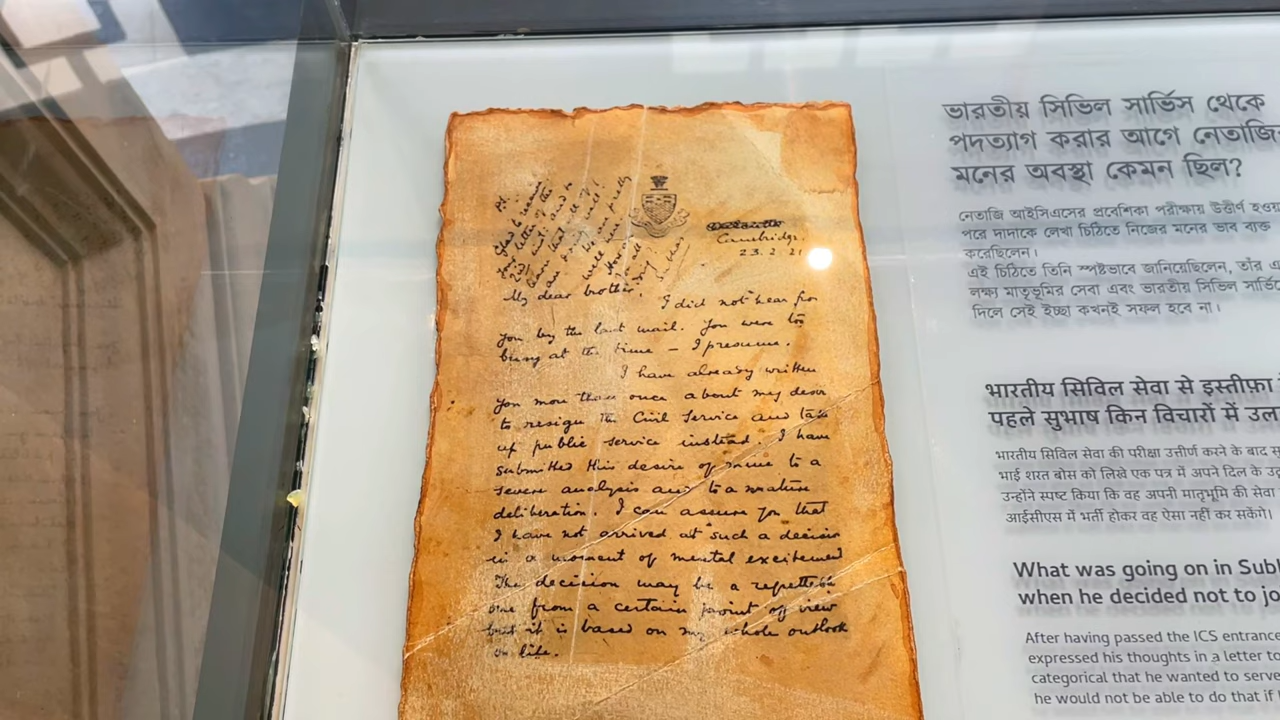 Cambridge.
23.2.21
My dear brother,
I did not hear from
you by the last mail. You were too
busy at the time – I presume.
I have already written
you more than once about my desire
to resign the Civil Service and take
up public service instead. I have
submitted this desire of mine to a
severe analysis and to a mature
deliberation. I can assure you that
I have not arrived at such a decision
in a moment of mental excitement
The decision may be a regrettable
one from a certain point of view
but it is based on my whole outlook
on life.
ভারতীয় সিভিল সার্ভিস থেকে
পদত্যাগ করার আগে নেতাজি
মনের অবস্থা কেমন ছিল?
নেতাজি আইসিএসের প্রবেশিকা পরীক্ষায় উত্তীর্ণ
পরে দাদাকে লেখা চিঠিতে নিজের মনের ভাব ব্যক্ত
করেছিলেন।
এই চিঠিতে তিনি স্পষ্টভাবে জানিয়েছিলেন, তাঁর
লক্ষ্য মাতৃভূমির সেবা এবং ভারতীয় সিভিল
দিলে সেই ইচ্ছা কখনই সফল হবে না।
भारतीय सिविल सेवा से इस्तीफ़ा
पहले सुभाष किन विचारों में
भारतीय सिविल सेवा की परीक्षा उत्तीर्ण करने के बाद
भाई शरत बोस को लिखे एक पत्र में अपने दिल के
उन्होंने स्पष्ट किया कि वह अपनी मातृभूमि की सेवा
आईसीएस में भर्ती होकर वह ऐसा नहीं कर सकेंगे।
What was going on in
when he decided not to
After having passed the ICS entrance
expressed his thoughts in a letter to
categorical that he wanted to serve
he would not be able to do that if